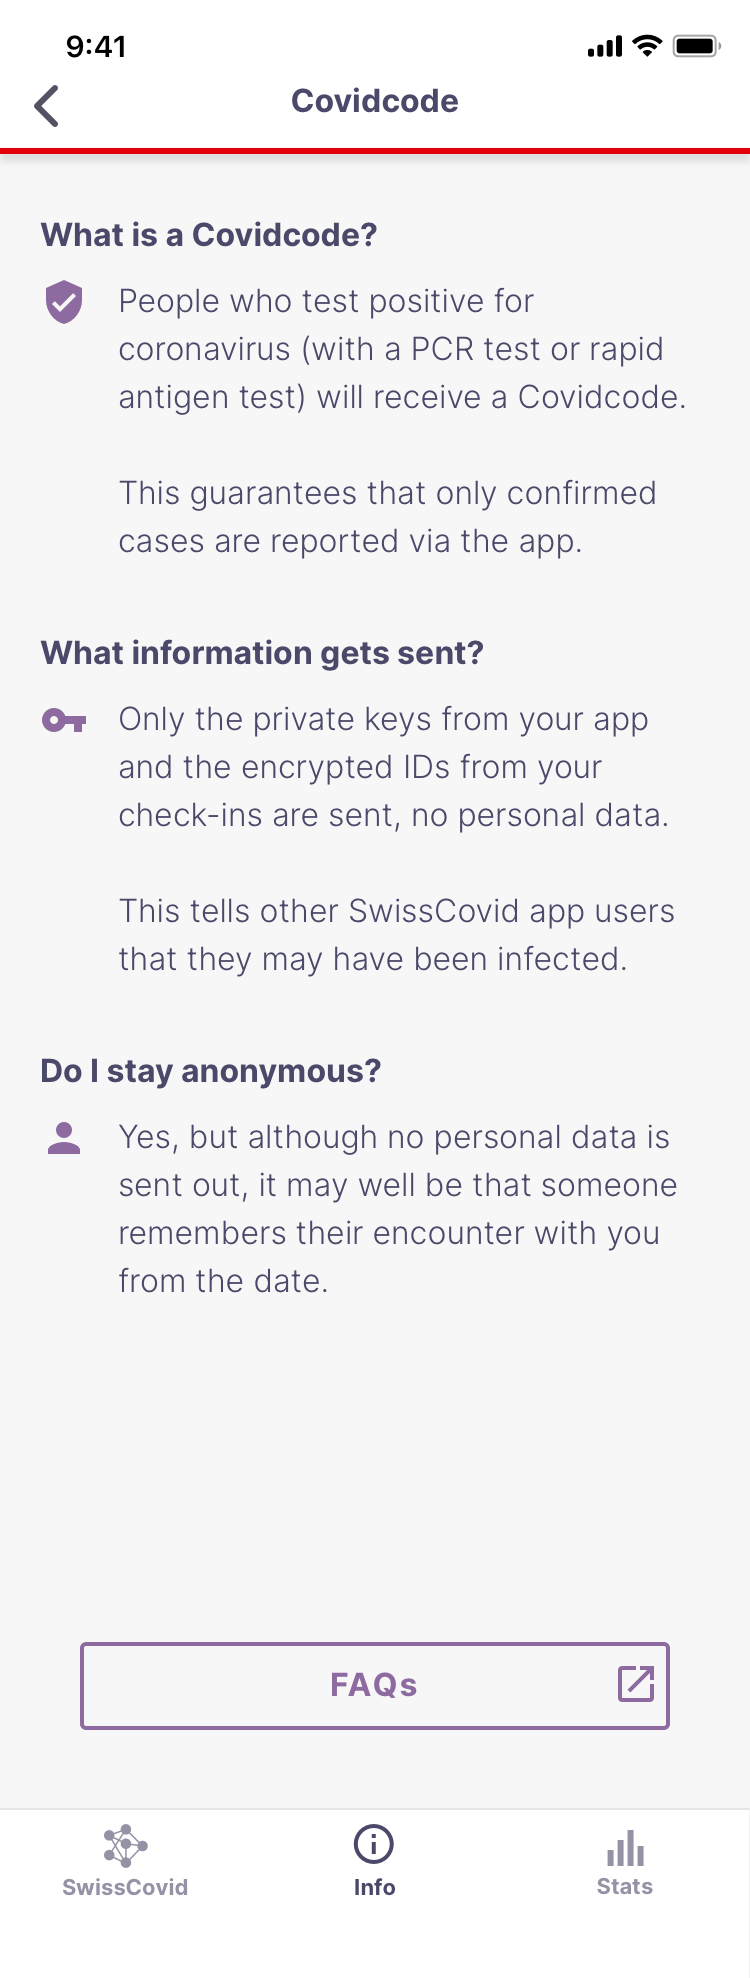 9:41
Covidcode
What is a Covidcode?
People who test positive for
coronavirus (with a PCR test or rapid
antigen test) will receive a Covidcode.
This guarantees that only confirmed
cases are reported via the app.
What information gets sent?
Only the private keys from your app
and the encrypted IDs from your
check-ins are sent, no personal data.
This tells other SwissCovid app users
that they may have been infected.
Do I stay anonymous?
Yes, but although no personal data is
sent out, it may well be that someone
remembers their encounter with you
from the date.
FAQs
SwissCovid
Info
Stats